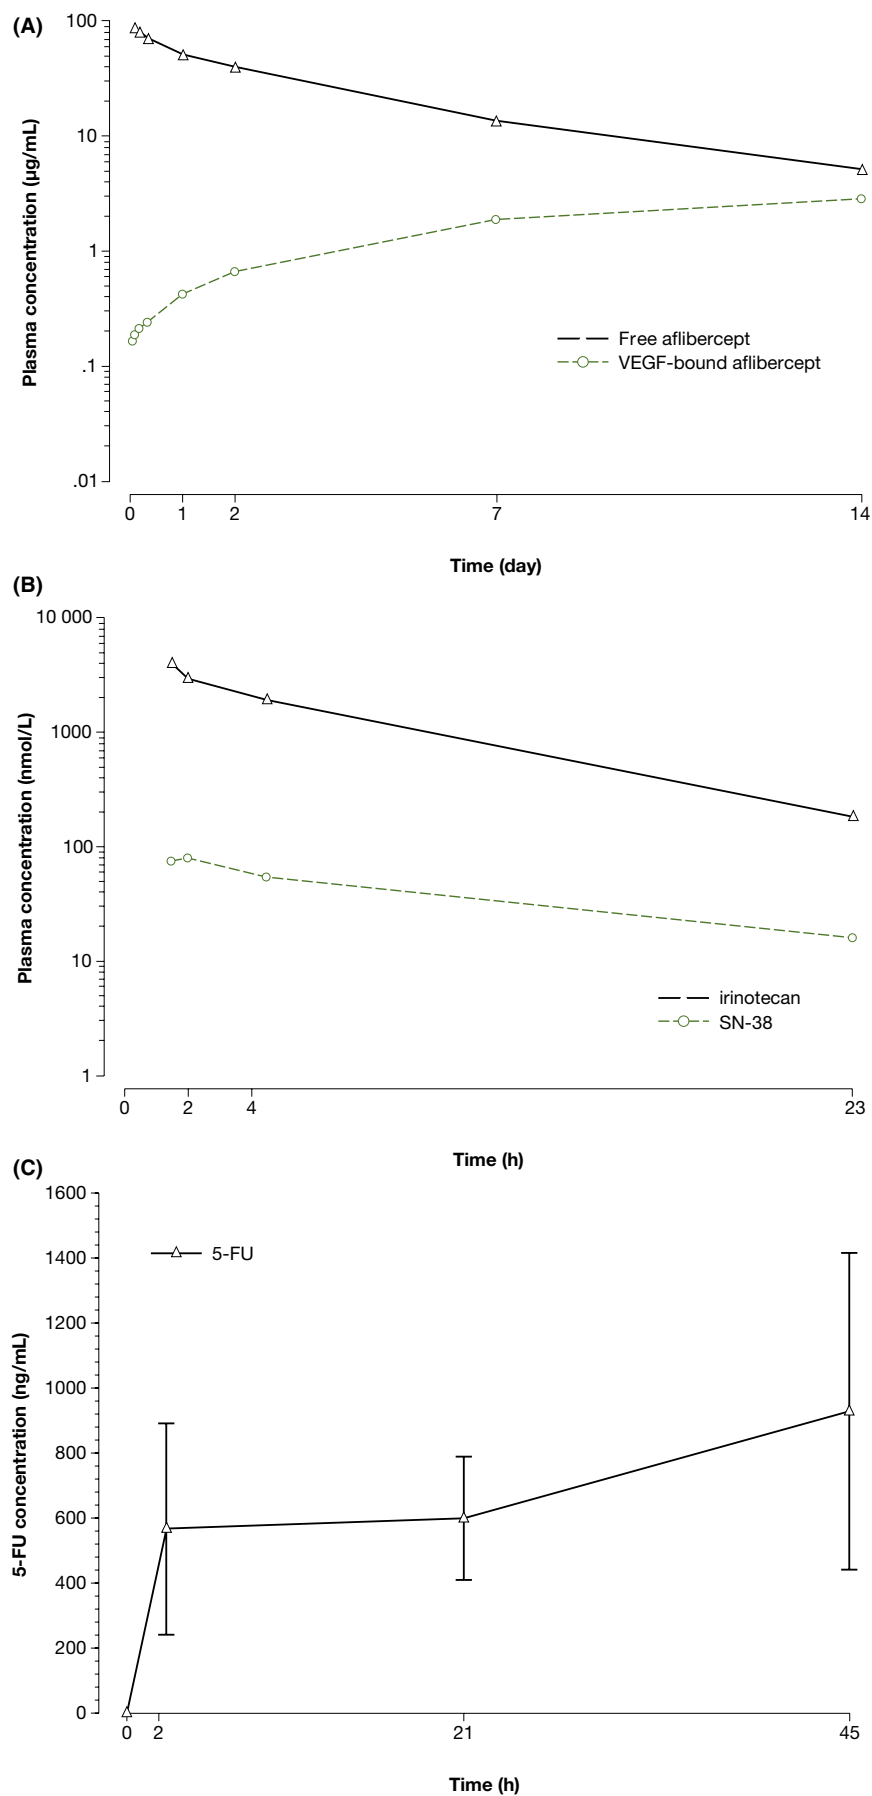 (A)
100
10
1
.1
.01
Plasma concentration (µg/mL)
Free aflibercept
VEGF-bound aflibercept
0 1 2 7 14
Time (day)
(B)
10 000
1000
100
10
1
Plasma concentration (nmol/L)
irinotecan
SN-38
0 2 4 23
Time (h)
(C)
1600
1400
1200
1000
800
600
400
200
0
5-FU concentration (ng/mL)
5-FU
0 2 21 45
Time (h)